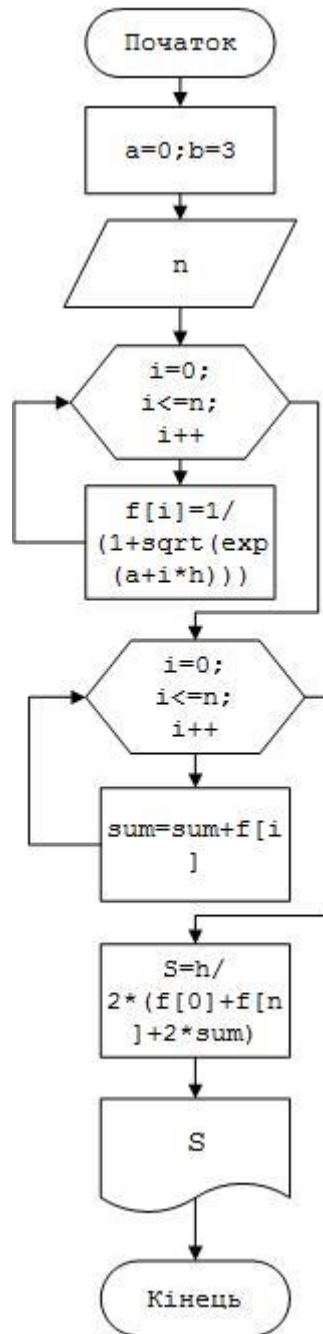 Початок
a=0;b=3
n
i=0;
i<=n;
i++
f[i]=1/
(1+sqrt(exp
(a+i*h)))
i=0;
i<=n;
i++
sum=sum+f[i
]
S=h/
2*(f[0]+f[n
]+2*sum)
S
Кінець